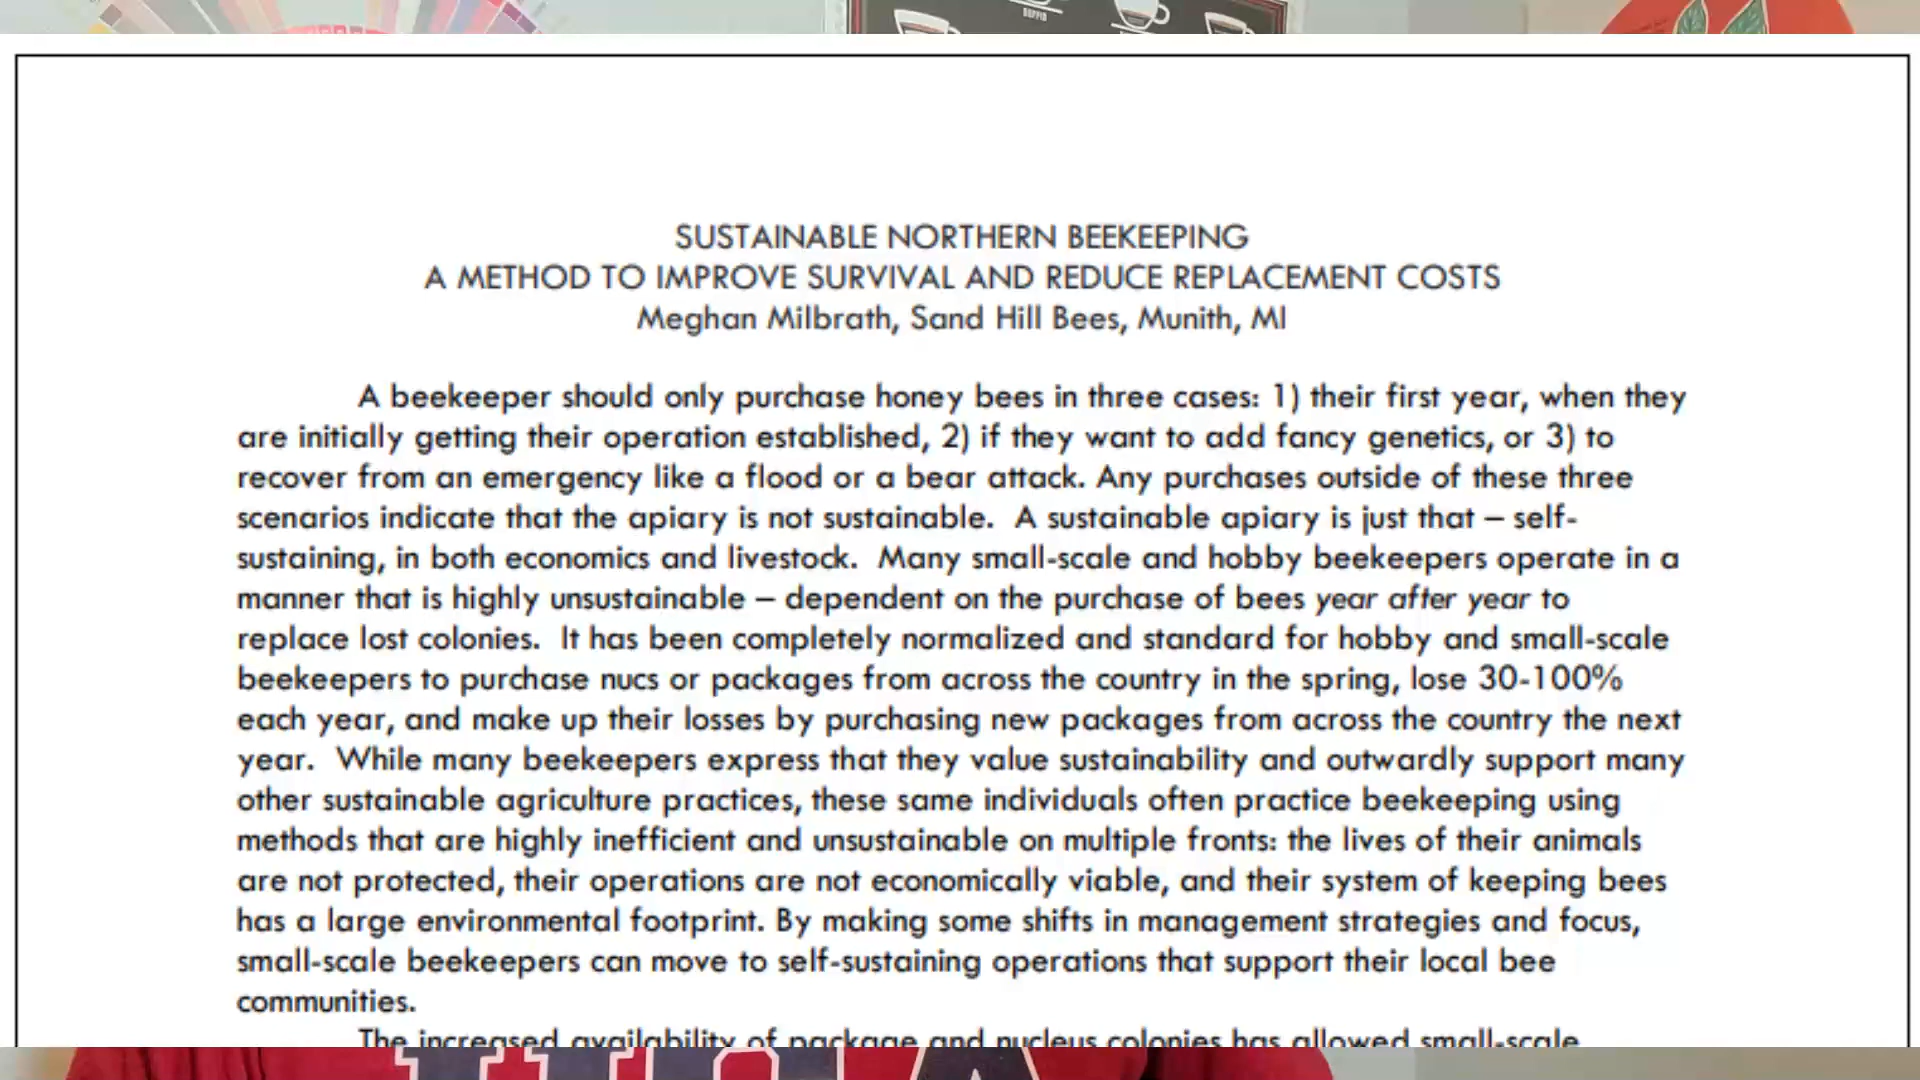 SUSTAINABLE NORTHERN BEEKEEPING
A METHOD TO IMPROVE SURVIVAL AND REDUCE REPLACEMENT COSTS
Meghan Milbrath, Sand Hill Bees, Munith, MI
A beekeeper should only purchase honey bees in three cases: 1) their first year, when they
are initially getting their operation established, 2) if they want to add fancy genetics, or 3) to
recover from an emergency like a flood or a bear attack. Any purchases outside of these three
scenarios indicate that the apiary is not sustainable.  A sustainable apiary is just that – self-
sustaining, in both economics and livestock.  Many small-scale and hobby beekeepers operate in a
manner that is highly unsustainable – dependent on the purchase of bees year after year to
replace lost colonies.  It has been completely normalized and standard for hobby and small-scale
beekeepers to purchase nucs or packages from across the country in the spring, lose 30-100%
each year, and make up their losses by purchasing new packages from across the country the next
year.  While many beekeepers express that they value sustainability and outwardly support many
other sustainable agriculture practices, these same individuals often practice beekeeping using
methods that are highly inefficient and unsustainable on multiple fronts: the lives of their animals
are not protected, their operations are not economically viable, and their system of keeping bees
has a large environmental footprint. By making some shifts in management strategies and focus,
small-scale beekeepers can move to self-sustaining operations that support their local bee
communities.
The increased availability of package and nucleus colonies has allowed small-scale